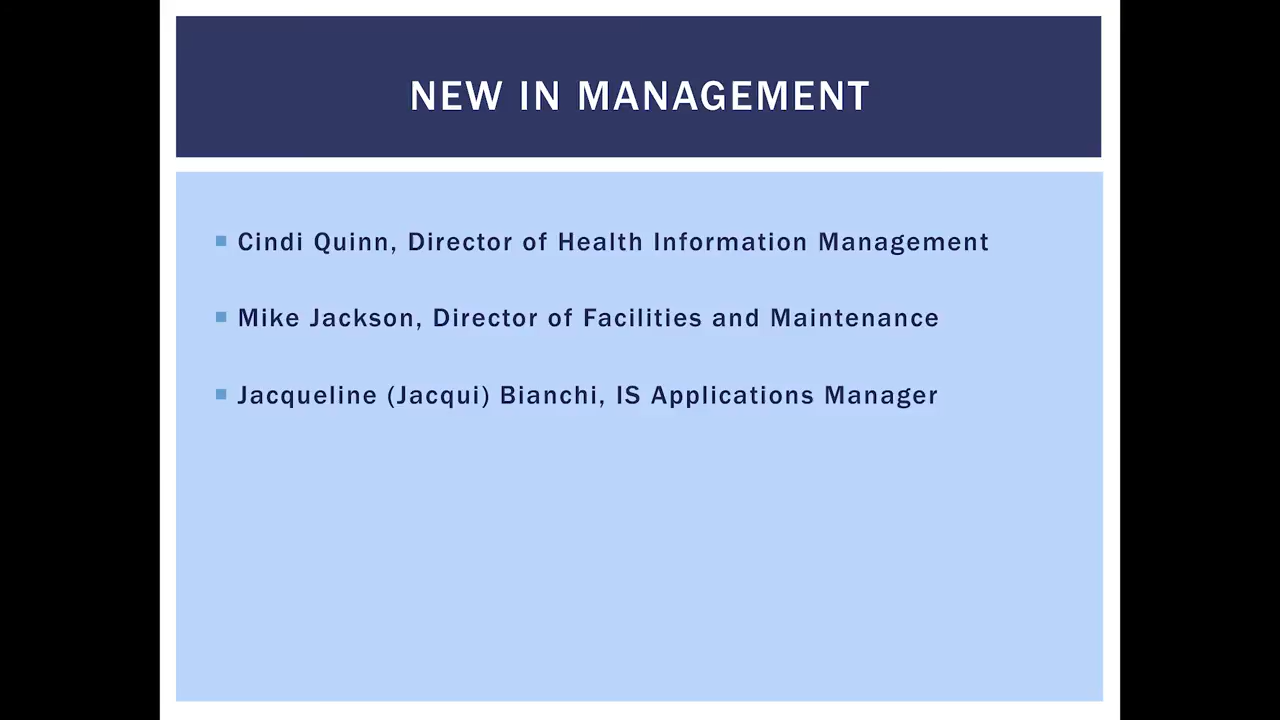 NEW IN MANAGEMENT
Cindi Quinn, Director of Health Information Management
Mike Jackson, Director of Facilities and Maintenance
Jacqueline (Jacqui) Bianchi, IS Applications Manager